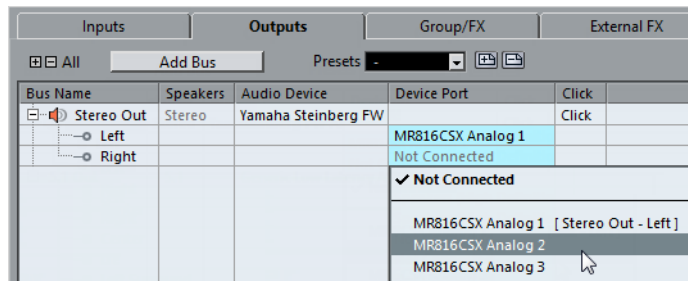 Inputs Outputs Group/FX External FX
All Add Bus Presets -
Bus Name Speakers Audio Device Device Port Click
Stereo Out Stereo Yamaha Steinberg FW Click
Left MR816CSX Analog 1
Right Not Connected
✓ Not Connected
MR816CSX Analog 1 [ Stereo Out - Left ]
MR816CSX Analog 2
MR816CSX Analog 3